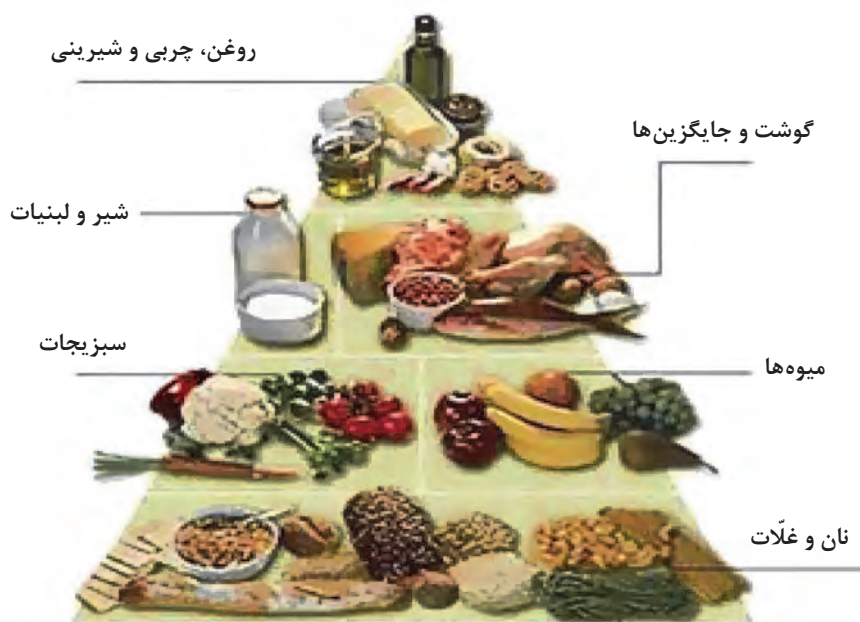 روغن، چربی و شیرینی
گوشت و جایگزین‌ها
شیر و لبنیات
سبزیجات
میوه‌ها
نان و غلّات